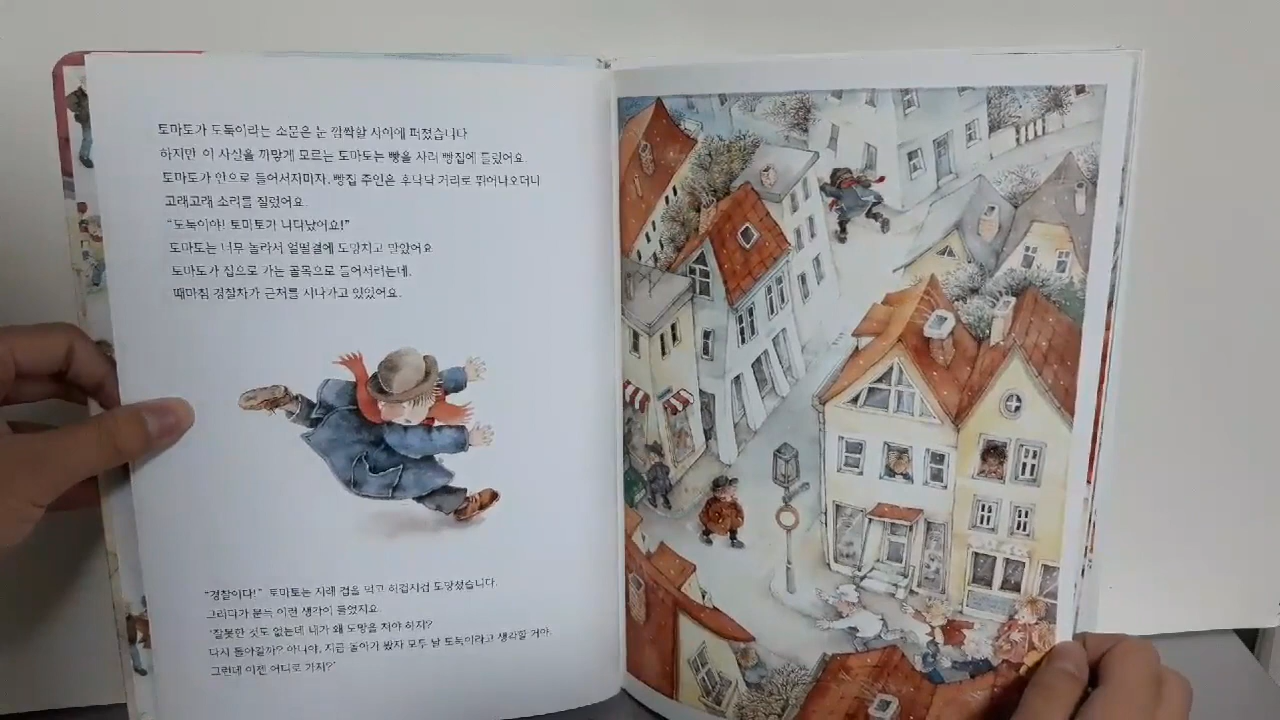 토마토가 도둑이라는 소문은 눈 깜짝할 사이에 퍼졌습니다
하지만 이 사실을 까맣게 모르는 토마토는 빵을 사러 빵집에 들렀어요.
토마토가 안으로 들어서자마자, 빵집 주인은 후닥닥 거리로 뛰어나오더니
고래고래 소리를 질렀어요.
"도둑이야! 토마토가 나타났어요!"
토마토는 너무 놀라서 얼떨결에 도망치고 말았어요
토마토가 집으로 가는 골목으로 들어서려는데,
때마침 경찰차가 근처를 지나가고 있었어요.
"경찰이다!" 토마토는 지레 겁을 먹고 허겁지겁 도망쳤습니다.
그러다가 문득 이런 생각이 들었지요.
'잘못한 것도 없는데 내가 왜 도망을 쳐야 하지?
다시 돌아갈까? 아니야, 지금 돌아가 봤자 모두 날 도둑이라고 생각할 거야.
그런데 이젠 어디로 가지?'